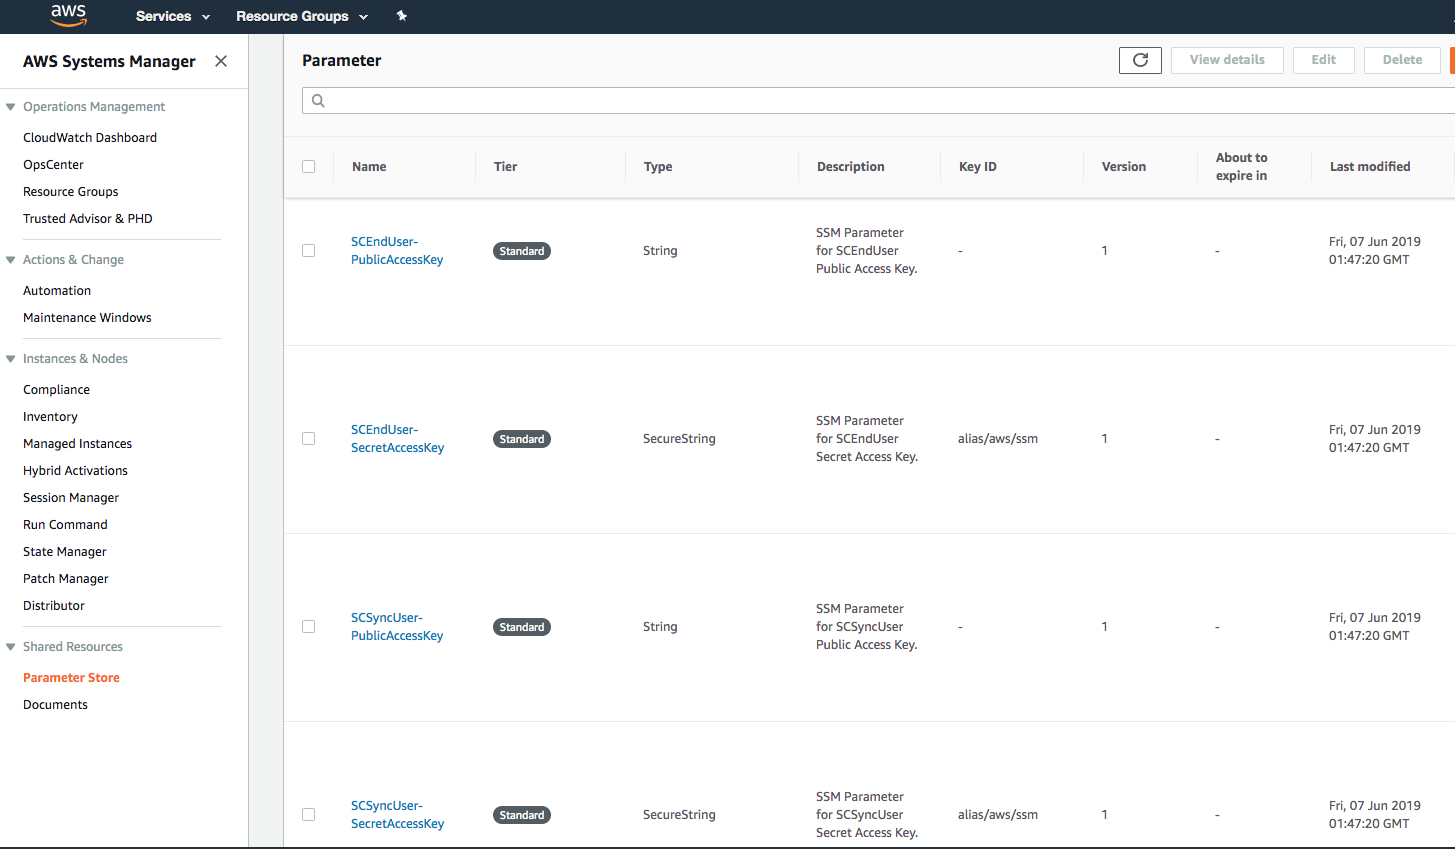 aws Services Resource Groups
AWS Systems Manager
Operations Management
CloudWatch Dashboard
OpsCenter
Resource Groups
Trusted Advisor & PHD
Actions & Change
Automation
Maintenance Windows
Instances & Nodes
Compliance
Inventory
Managed Instances
Hybrid Activations
Session Manager
Run Command
State Manager
Patch Manager
Distributor
Shared Resources
Parameter Store
Documents
Parameter View details Edit Delete
Name Tier Type Description Key ID Version About to Last modified
expire in
SCEndUser-
PublicAccessKey
Standard
String
SSM Parameter
for SCEndUser
Public Access Key.
-
1
-
Fri, 07 Jun 2019
01:47:20 GMT
SCEndUser-
SecretAccessKey
Standard
SecureString
SSM Parameter
for SCEndUser
Secret Access Key.
alias/aws/ssm
1
-
Fri, 07 Jun 2019
01:47:20 GMT
SCSyncUser-
PublicAccessKey
Standard
String
SSM Parameter
for SCSyncUser
Public Access Key.
-
1
-
Fri, 07 Jun 2019
01:47:20 GMT
SCSyncUser-
SecretAccessKey
Standard
SecureString
SSM Parameter
for SCSyncUser
Secret Access Key.
alias/aws/ssm
1
-
Fri, 07 Jun 2019
01:47:20 GMT